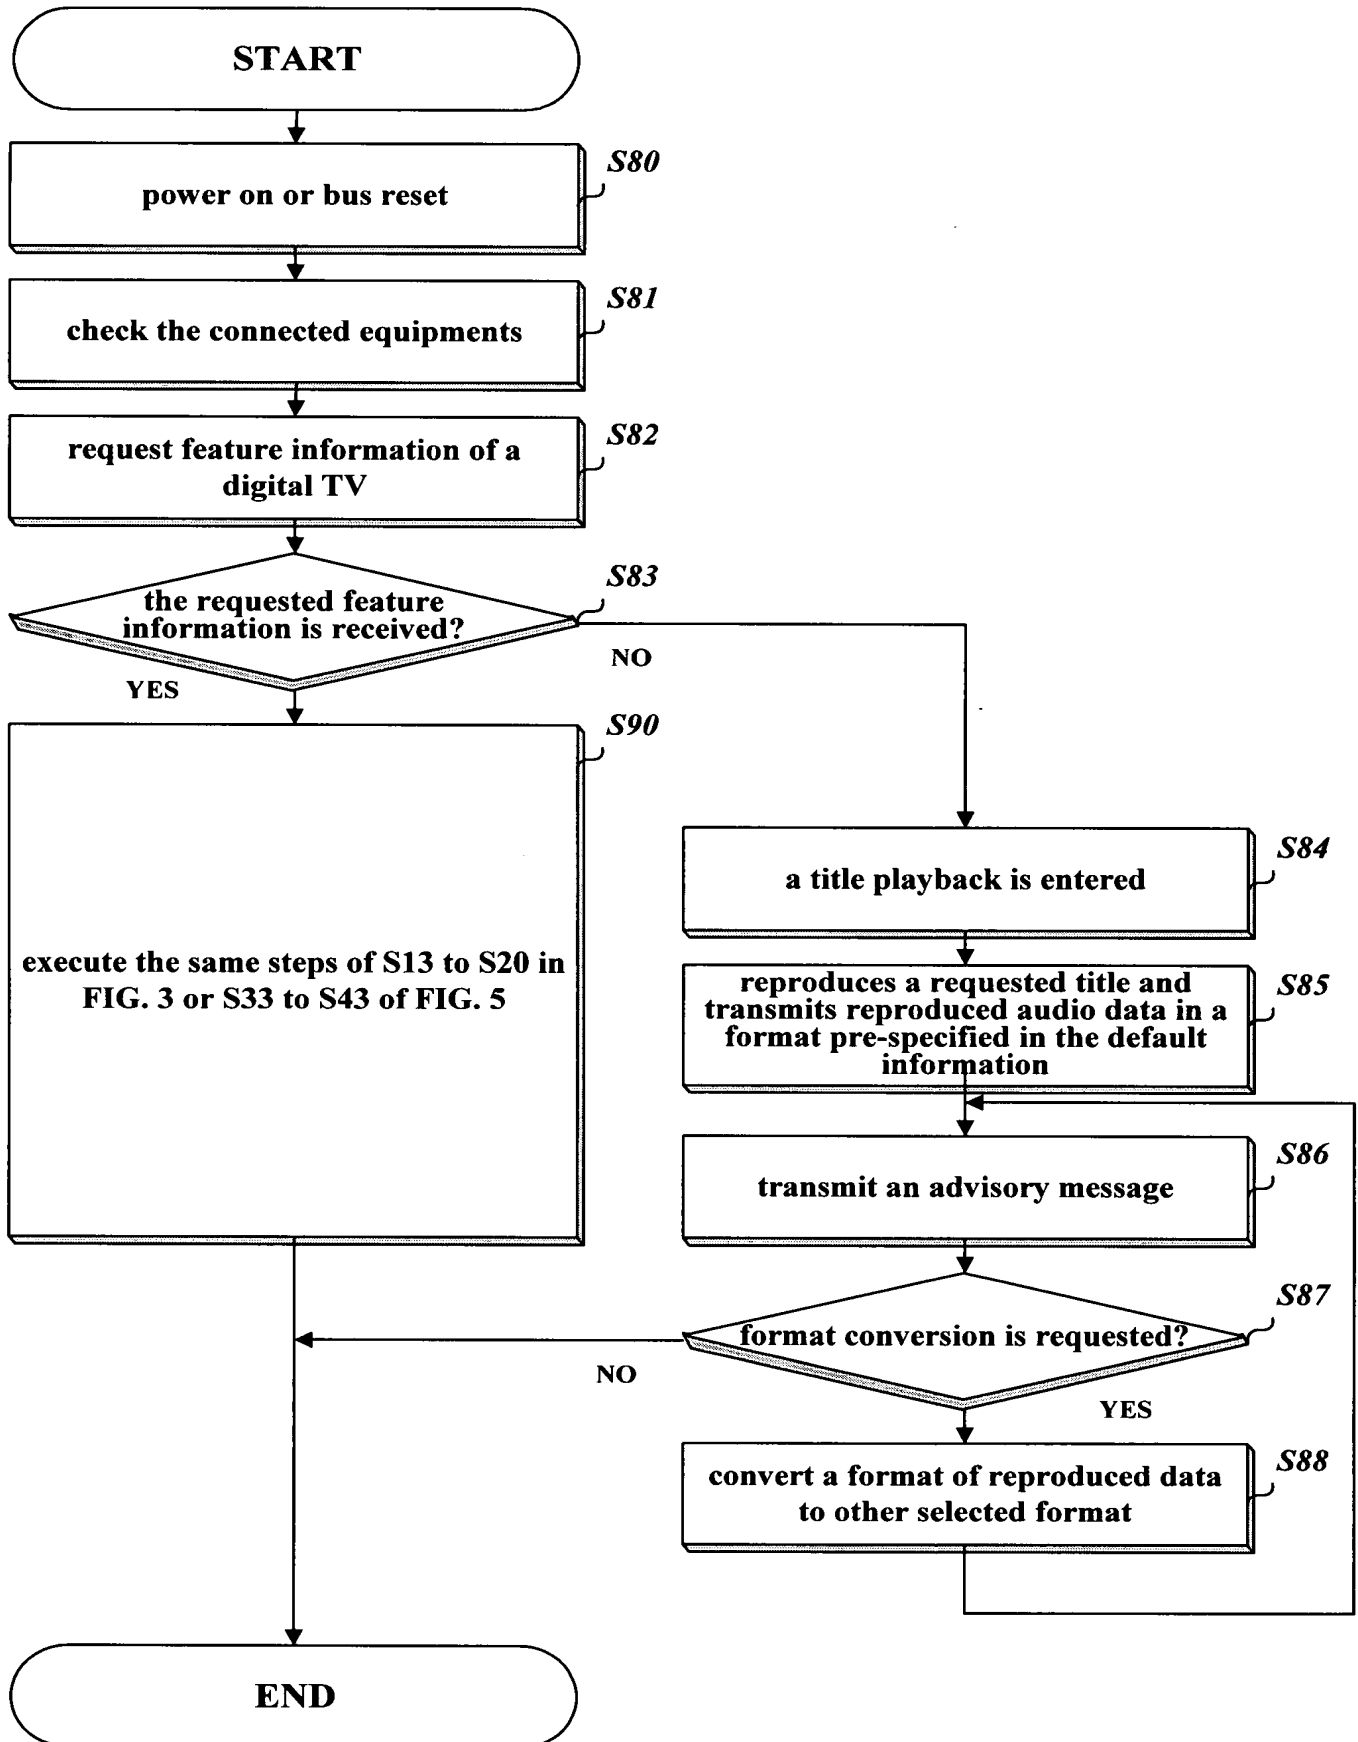 START
S80
power on or bus reset
S81
check the connected equipments
S82
request feature information of a
digital TV
S83
the requested feature
information is received?
NO
YES
S90
execute the same steps of S13 to S20 in
FIG. 3 or S33 to S43 of FIG. 5
S84
a title playback is entered
S85
reproduces a requested title and
transmits reproduced audio data in a
format pre-specified in the default
information
S86
transmit an advisory message
S87
format conversion is requested?
NO
YES
S88
convert a format of reproduced data
to other selected format
END